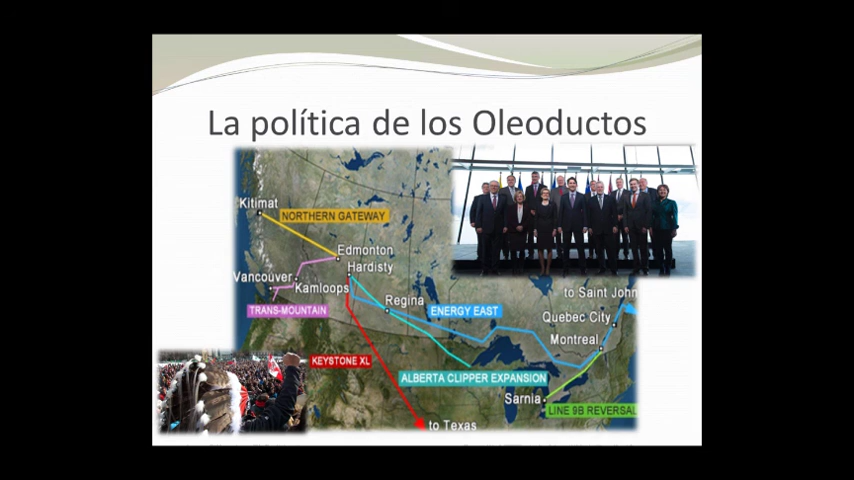 La política de los Oleoductos
Kitimat
NORTHERN GATEWAY
Edmonton
Hardisty
Vancouver
Kamloops
TRANS-MOUNTAIN
Regina
ENERGY EAST
to Saint John
Quebec City
Montreal
KEYSTONE XL
ALBERTA CLIPPER EXPANSION
Sarnia
LINE 9B REVERSAL
to Texas